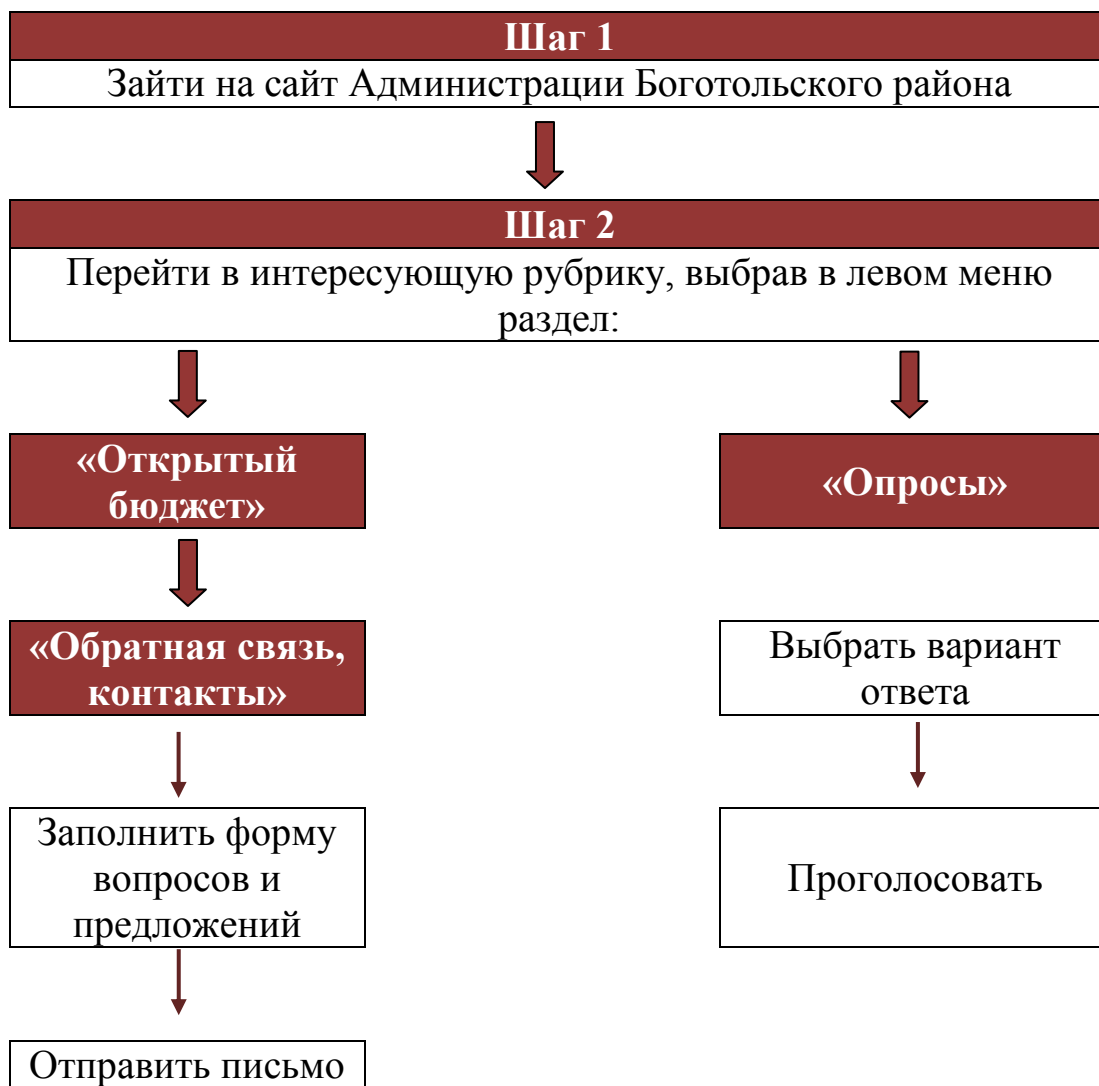 Шаг 1
Зайти на сайт Администрации Боготольского района
Шаг 2
Перейти в интересующую рубрику, выбрав в левом меню
раздел:
«Открытый
бюджет»
«Опросы»
«Обратная связь,
контакты»
Выбрать вариант
ответа
Заполнить форму
вопросов и
предложений
Проголосовать
Отправить письмо